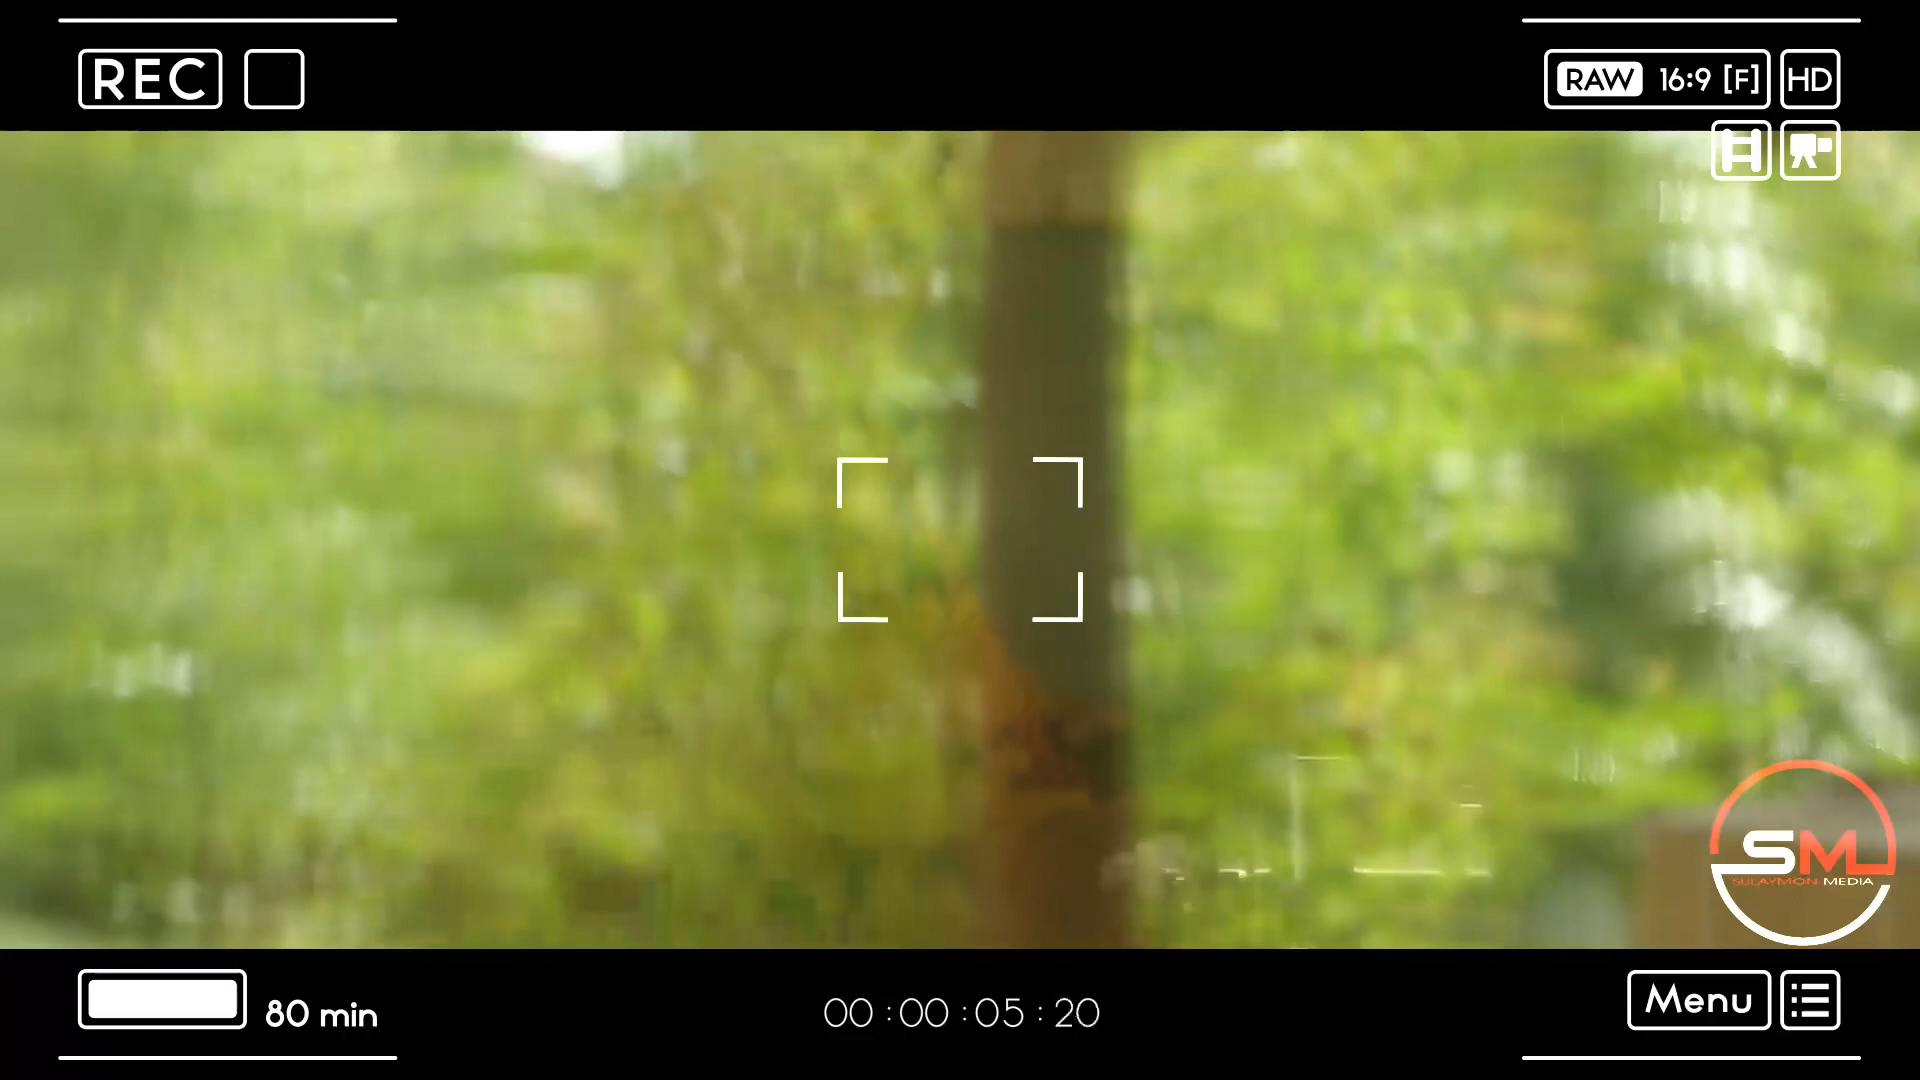 REC
RAW 16:9 [F] HD
SM
SULAYMON MEDIA
80 min
00:00:05:20
Menu